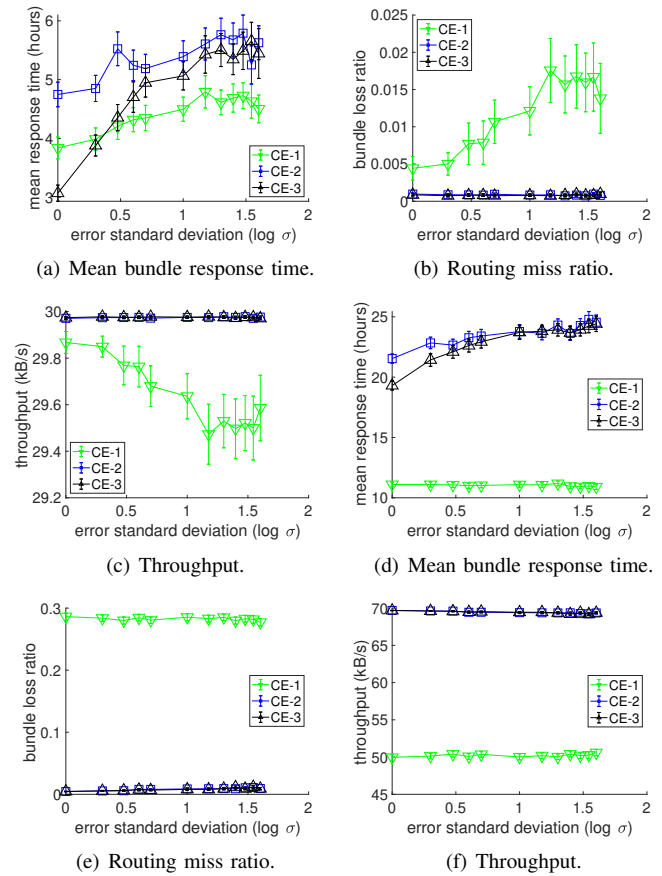 mean response time (hours)
6
5
4
3
0
0.5
1
1.5
2
error standard deviation (log σ)
CE-1
CE-2
CE-3
(a) Mean bundle response time.
bundle loss ratio
0.025
0.02
0.015
0.01
0.005
0
0
0.5
1
1.5
2
error standard deviation (log σ)
CE-1
CE-2
CE-3
(b) Routing miss ratio.
throughput (kB/s)
30
29.8
29.6
29.4
29.2
0
0.5
1
1.5
2
error standard deviation (log σ)
CE-1
CE-2
CE-3
(c) Throughput.
mean response time (hours)
25
20
15
10
0
0.5
1
1.5
2
error standard deviation (log σ)
CE-1
CE-2
CE-3
(d) Mean bundle response time.
bundle loss ratio
0.3
0.2
0.1
0
0
0.5
1
1.5
2
error standard deviation (log σ)
CE-1
CE-2
CE-3
(e) Routing miss ratio.
throughput (kB/s)
70
65
60
55
50
45
0
0.5
1
1.5
2
error standard deviation (log σ)
CE-1
CE-2
CE-3
(f) Throughput.